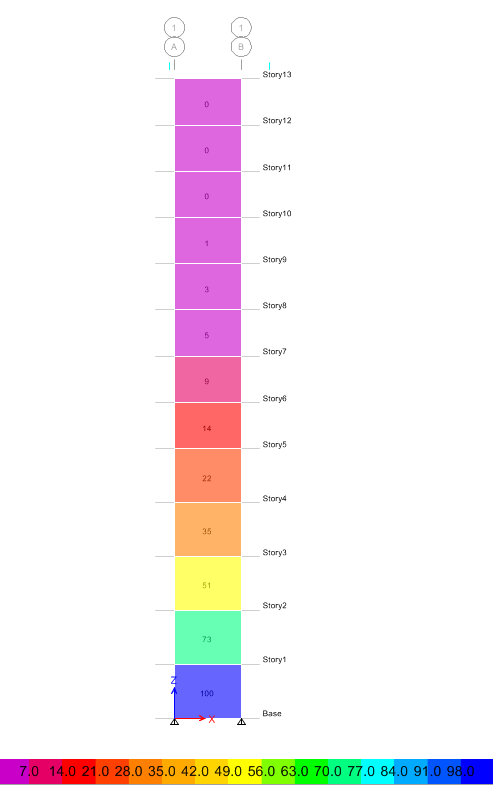 1 1
A B
Story13
0
Story12
0
Story11
0
Story10
1
Story9
3
Story8
5
Story7
9
Story6
14
Story5
22
Story4
35
Story3
51
Story2
73
Story1
Z
100
Base
X
7.0 14.0 21.0 28.0 35.0 42.0 49.0 56.0 63.0 70.0 77.0 84.0 91.0 98.0